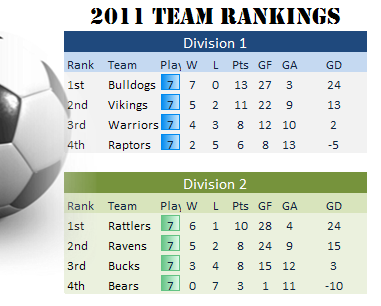 2011 TEAM RANKINGS
Division 1
Rank Team Play W L Pts GF GA GD
1st Bulldogs 7 7 0 13 27 3 24
2nd Vikings 7 5 2 11 22 9 13
3rd Warriors 7 4 3 8 12 10 2
4th Raptors 7 2 5 6 8 13 -5
Division 2
Rank Team Play W L Pts GF GA GD
1st Rattlers 7 6 1 10 28 4 24
2nd Ravens 7 5 2 8 24 9 15
3rd Bucks 7 3 4 8 15 12 3
4th Bears 7 0 7 3 1 11 -10